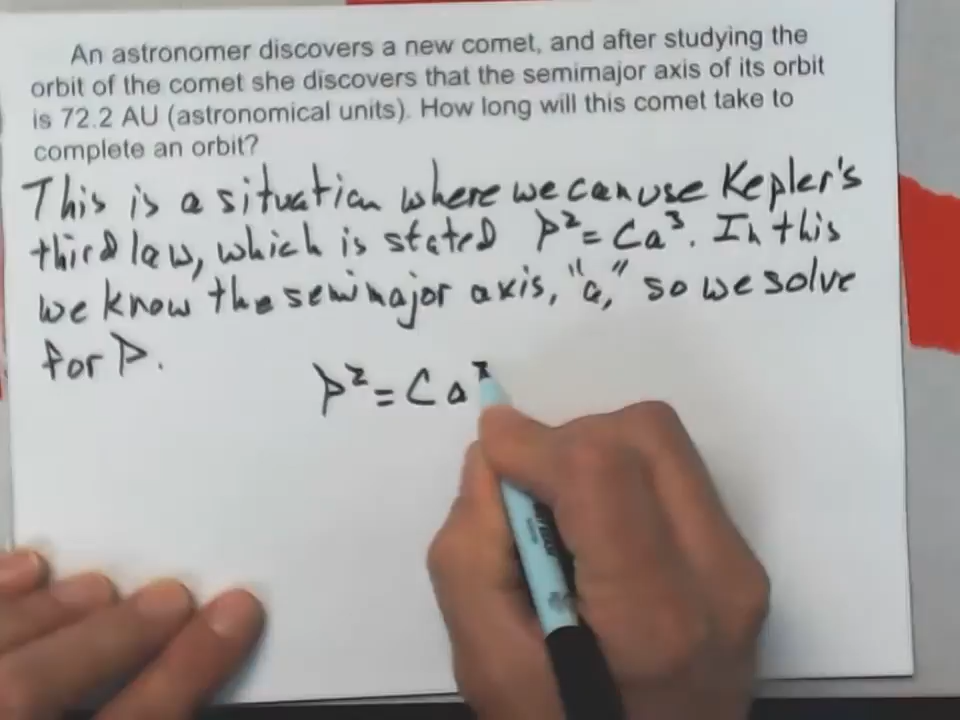 An astronomer discovers a new comet, and after studying the
orbit of the comet she discovers that the semimajor axis of its orbit
is 72.2 AU (astronomical units). How long will this comet take to
complete an orbit?
This is a situation where we can use Kepler's
third law, which is stated P²=Ca³. In this
we know the semimajor axis, "a," so we solve
for P.
P²=Ca³